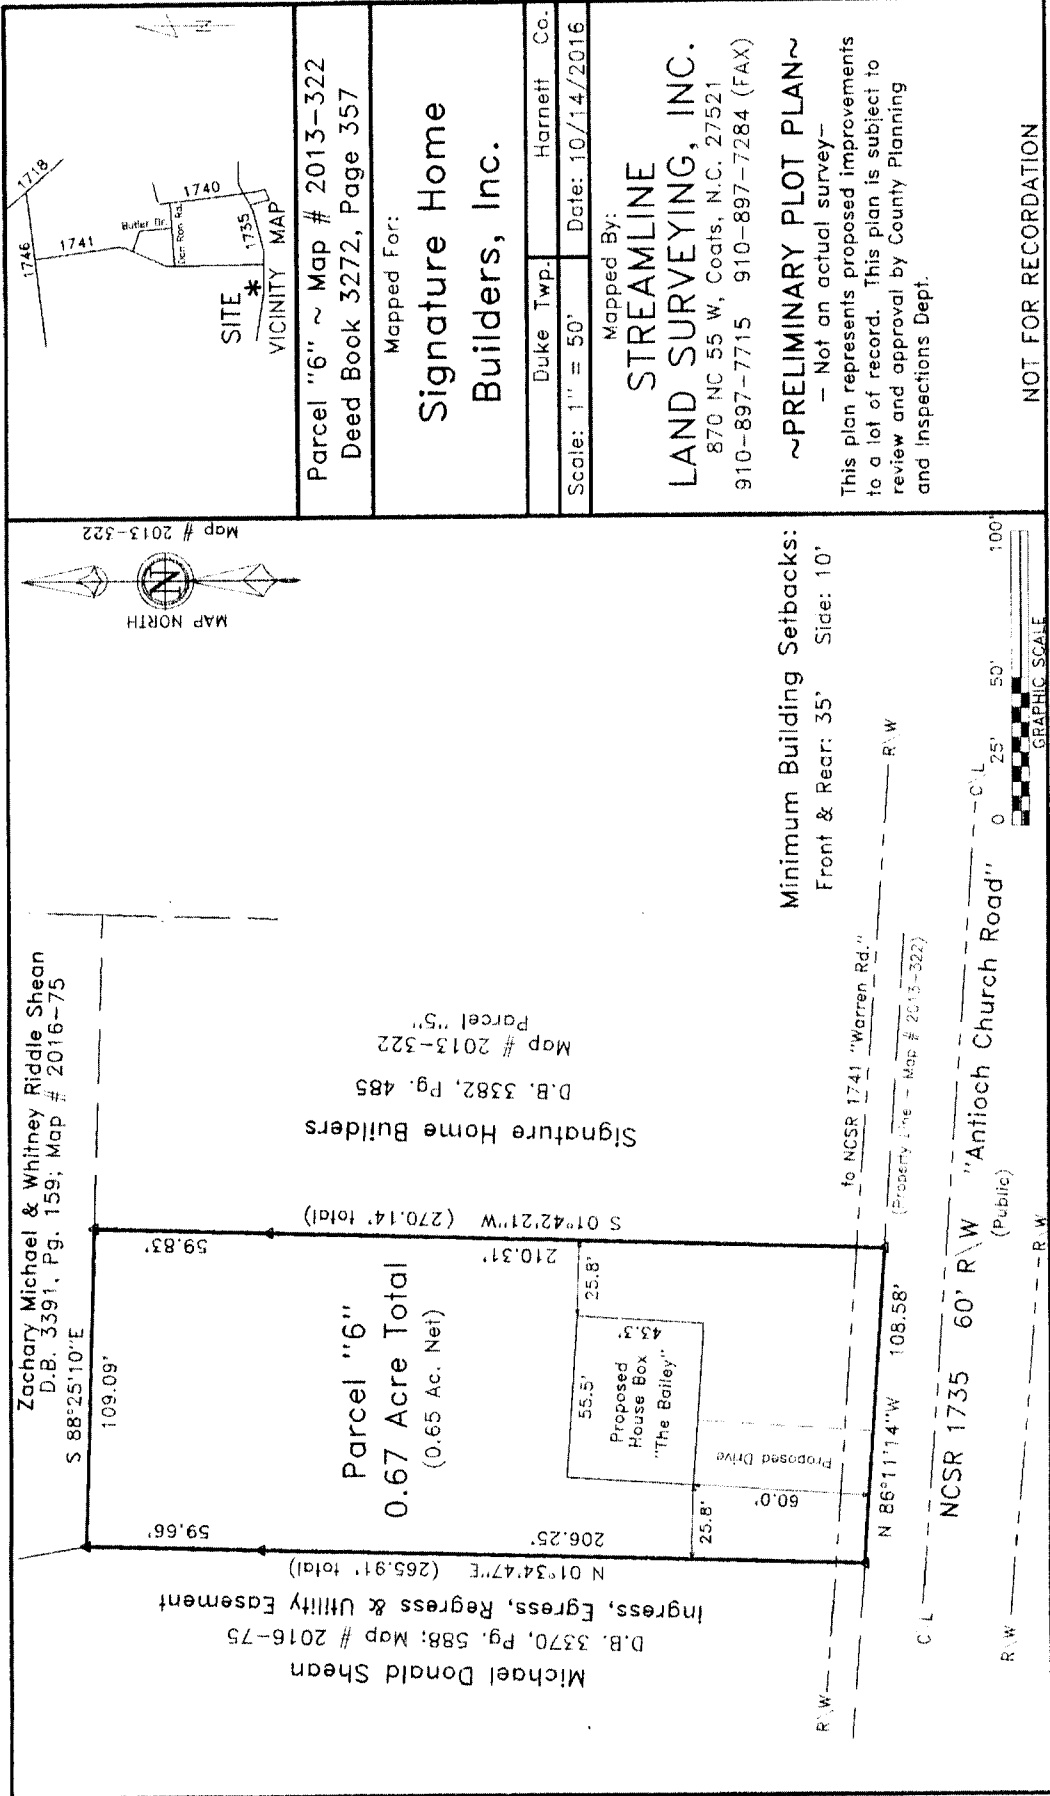 Zachary Michael & Whitney Riddle Shean
D.B. 3391, Pg. 159; Map # 2016-75
S 88°25'10"E
109.09'
MAP NORTH
Map # 2013-322
N
59.66'
59.83'
Parcel "6"
0.67 Acre Total
(0.65 Ac. Net)
206.25'
N 01°34'47"E (265.91' total)
Ingress, Egress, Regress & Utility Easement
D.B. 3370, Pg. 588; Map # 2016-75
Michael Donald Shean
210.31'
S 01°42'21"W (270.14' total)
Signature Home Builders
D.B. 3382, Pg. 485
Map # 2013-322
Parcel "5"
25.8'
55.5'
43.3'
Proposed
House Box
"The Bailey"
25.8'
60.0'
Proposed Drive
Minimum Building Setbacks:
Front & Rear: 35' Side: 10'
R\W
R\W
to NCSR 1741 "Warren Rd."
N 86°11'14"W 108.58'
(Property Line - Map # 2013-322)
C\L
C\L
NCSR 1735 60' R\W "Antioch Church Road"
(Public)
R\W
R\W
0 25' 50' 100'
GRAPHIC SCALE
1718
1746
1741
Butler Dr.
1740
Don Ron Rd.
1735
SITE
*
VICINITY MAP
N
Parcel "6" ~ Map # 2013-322
Deed Book 3272, Page 357
Mapped For:
Signature Home
Builders, Inc.
Duke Twp. Harnett Co.
Scale: 1" = 50' Date: 10/14/2016
Mapped By:
STREAMLINE
LAND SURVEYING, INC.
870 NC 55 W, Coats, N.C. 27521
910-897-7715 910-897-7284 (FAX)
~PRELIMINARY PLOT PLAN~
- Not an actual survey-
This plan represents proposed improvements
to a lot of record. This plan is subject to
review and approval by County Planning
and Inspections Dept.
NOT FOR RECORDATION